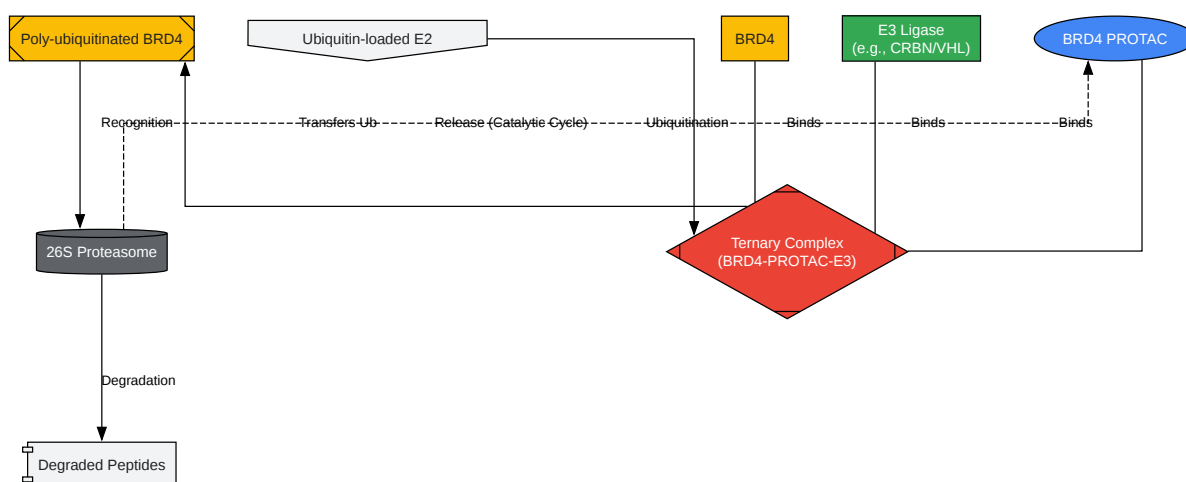 Poly-ubiquitinated BRD4
Ubiquitin-loaded E2
BRD4
E3 Ligase
(e.g., CRBN/VHL)
BRD4 PROTAC
Recognition
Transfers Ub
Release (Catalytic Cycle)
Ubiquitination
Binds
Binds
Binds
26S Proteasome
Ternary Complex
(BRD4-PROTAC-E3)
Degradation
Degraded Peptides